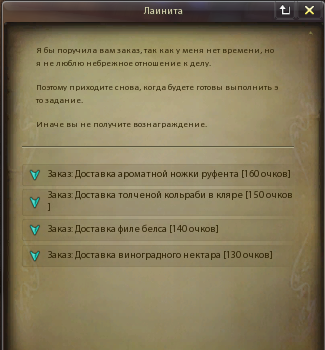 Лаинита
Я бы поручила вам заказ, так как у меня нет времени, но
я не люблю небрежное отношение к делу.
Поэтому приходите снова, когда будете готовы выполнить э
то задание.
Иначе вы не получите вознаграждение.
Заказ: Доставка ароматной ножки руфента [160 очков]
Заказ: Доставка толченой кольраби в кляре [150 очков
]
Заказ: Доставка филе белса [140 очков]
Заказ: Доставка виноградного нектара [130 очков]